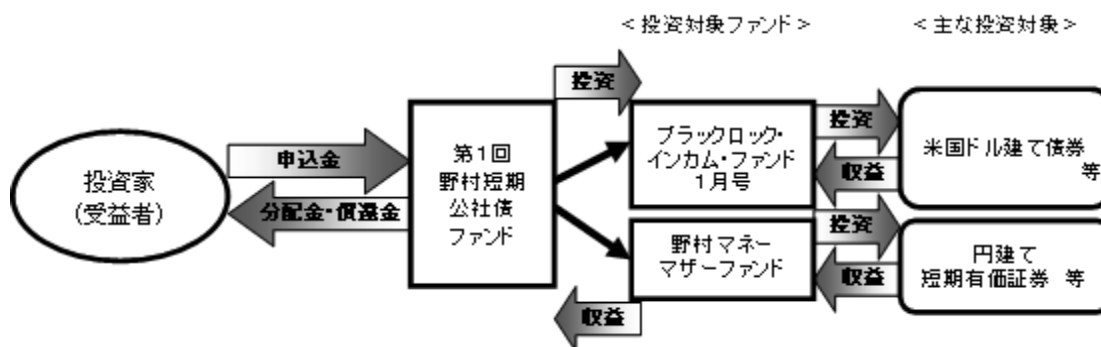 ＜投資対象ファンド＞
＜主な投資対象＞
投資
申込金
分配金・償還金
投資家
（受益者）
第１回
野村短期
公社債
ファンド
ブラックロック・
インカム・ファンド
１月号
投資
収益
米国ドル建て債券
等
野村マネー
マザーファンド
投資
収益
円建て
短期有価証券　等
収益